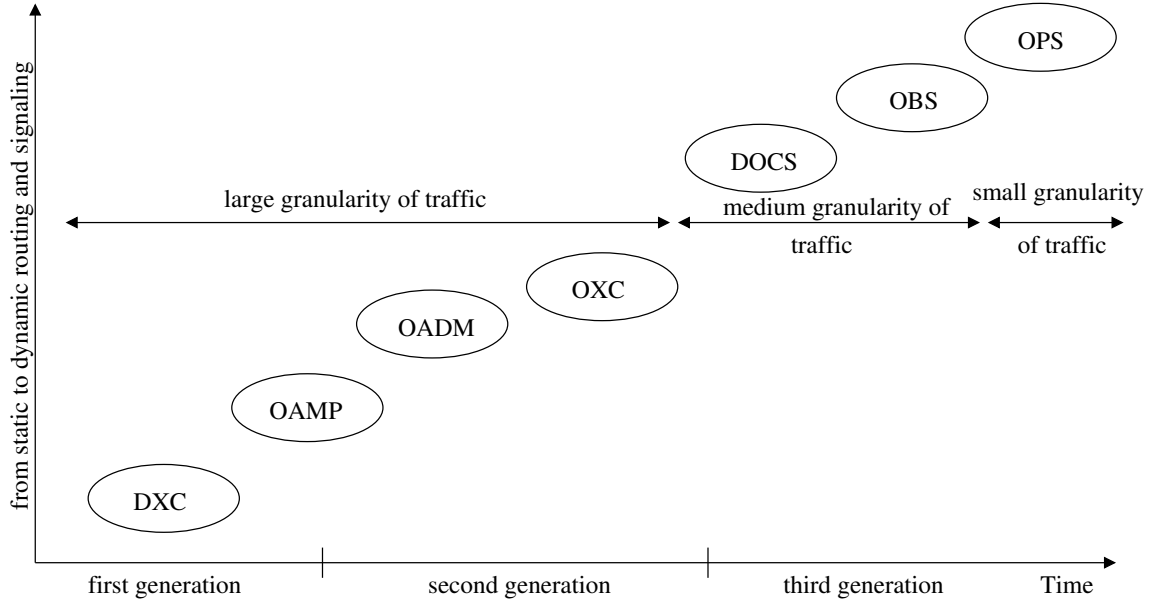 OPS
OBS
DOCS
small granularity
large granularity of traffic
medium granularity of
traffic
of traffic
OXC
OADM
OAMP
DXC
from static to dynamic routing and signaling
first generation
second generation
third generation
Time